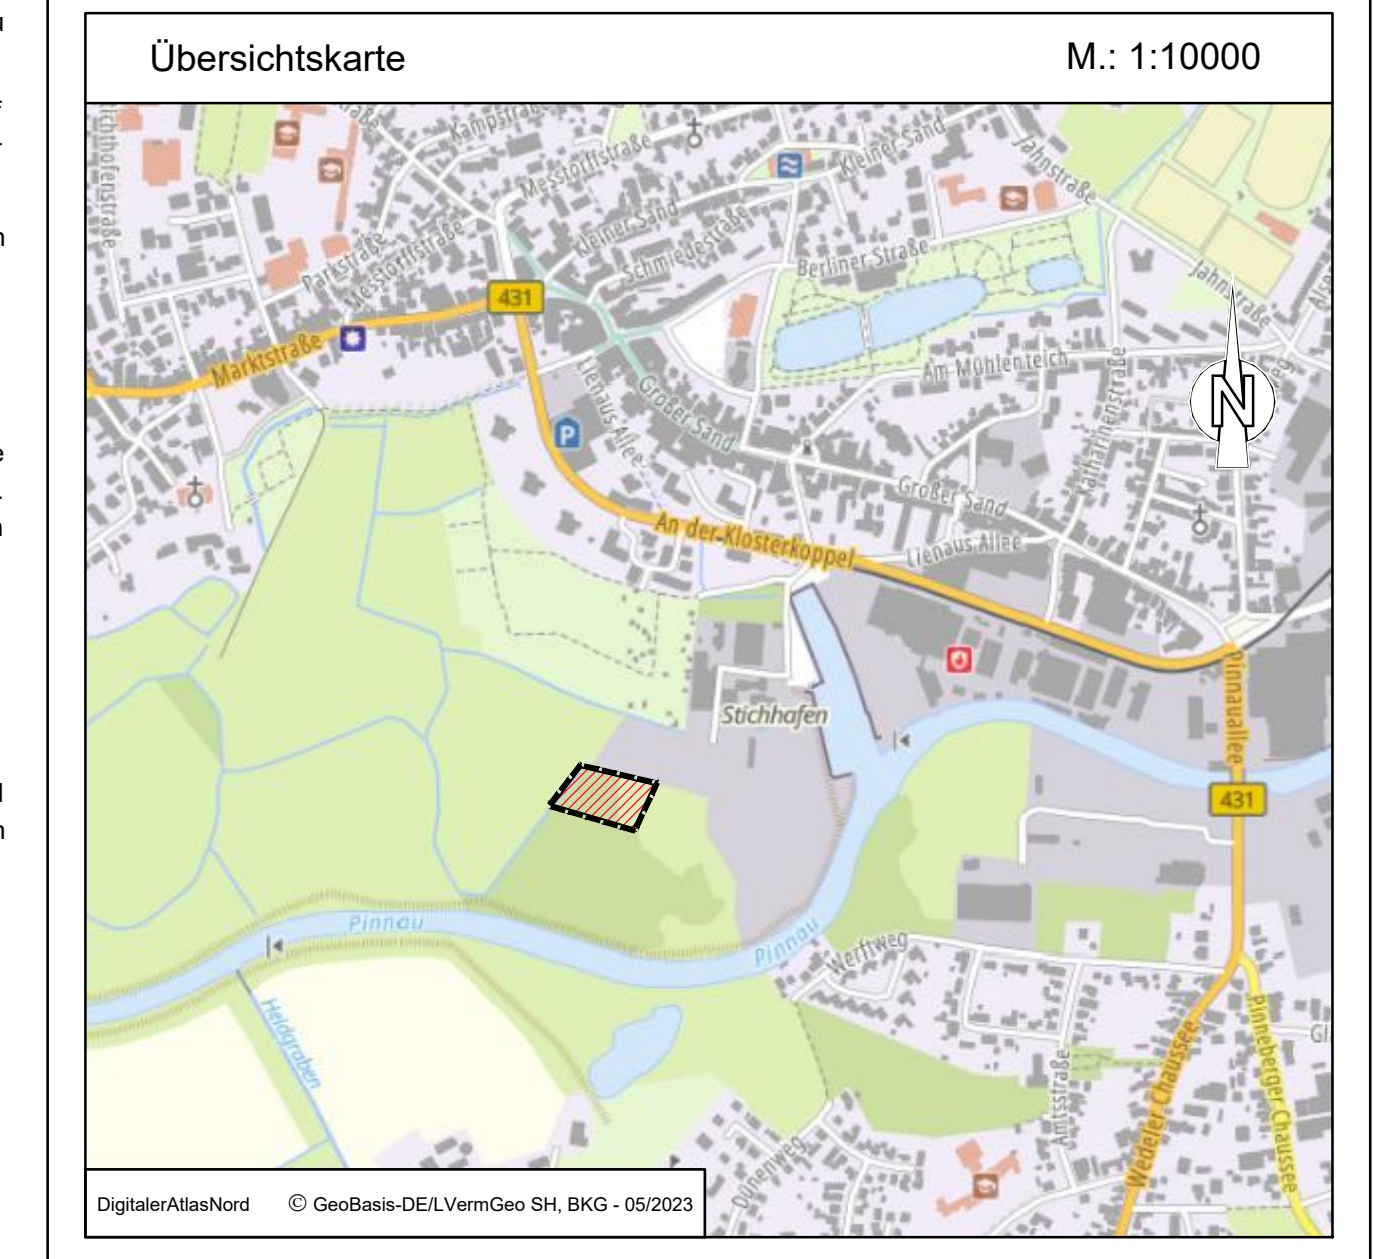 Übersichtskarte
M.: 1:10000
Kampstraße
Messtorffstraße
Kleiner Sand
Jahnstraße
Parkstraße
Messtorffstraße
Kleiner Sand
Schmiedestraße
Berliner Straße
Jahnstraße
431
Marktstraße
Am Mühlenteich
N
Lienaus Allee
Großer Sand
P
Katharinenstraße
Großer Sand
An der Klosterkoppel
Lienaus Allee
Stichhafen
Pinnauallee
431
Pinnau
Pinnau
Werftweg
Heidgraben
Pinneberger Chaussee
Wedeler Chaussee
Amtsstraße
Dünenweg
DigitalerAtlasNord © GeoBasis-DE/LVermGeo SH, BKG - 05/2023